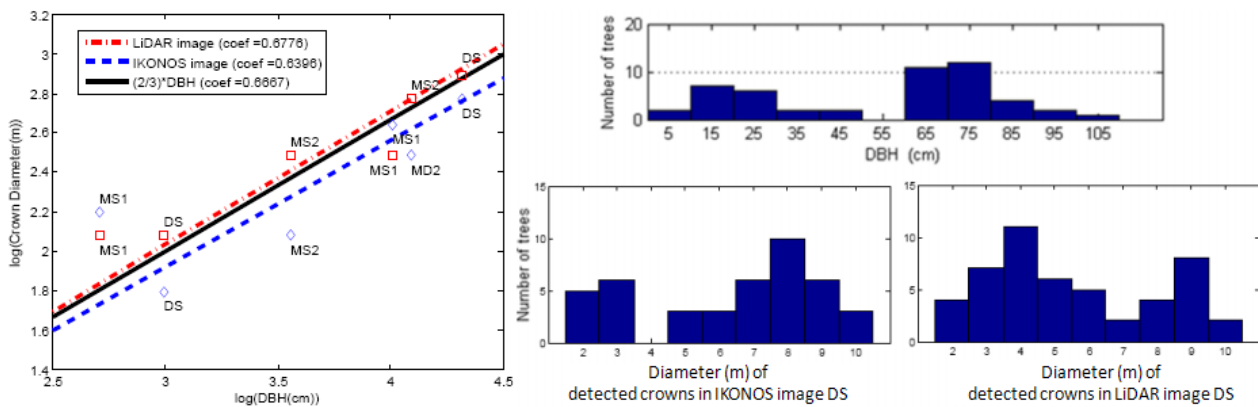 3.2
3
2.8
2.6
2.4
2.2
2
1.8
1.6
1.4
log(Crown Diameter(m))
LiDAR image (coef =0.6776)
IKONOS image (coef =0.6396)
(2/3)*DBH (coef =0.6667)
DS
MS2
DS
MS2
MS1
MS1
MD2
MS1
DS
MS1
MS2
DS
2.5 3 3.5 4 4.5
log(DBH(cm))
20
10
0
Number of trees
5 15 25 35 45 55 65 75 85 95 105
DBH (cm)
15
10
5
0
Number of trees
2 3 4 5 6 7 8 9 10
Diameter (m) of
detected crowns in IKONOS image DS
15
10
5
0
2 3 4 5 6 7 8 9 10
Diameter (m) of
detected crowns in LiDAR image DS